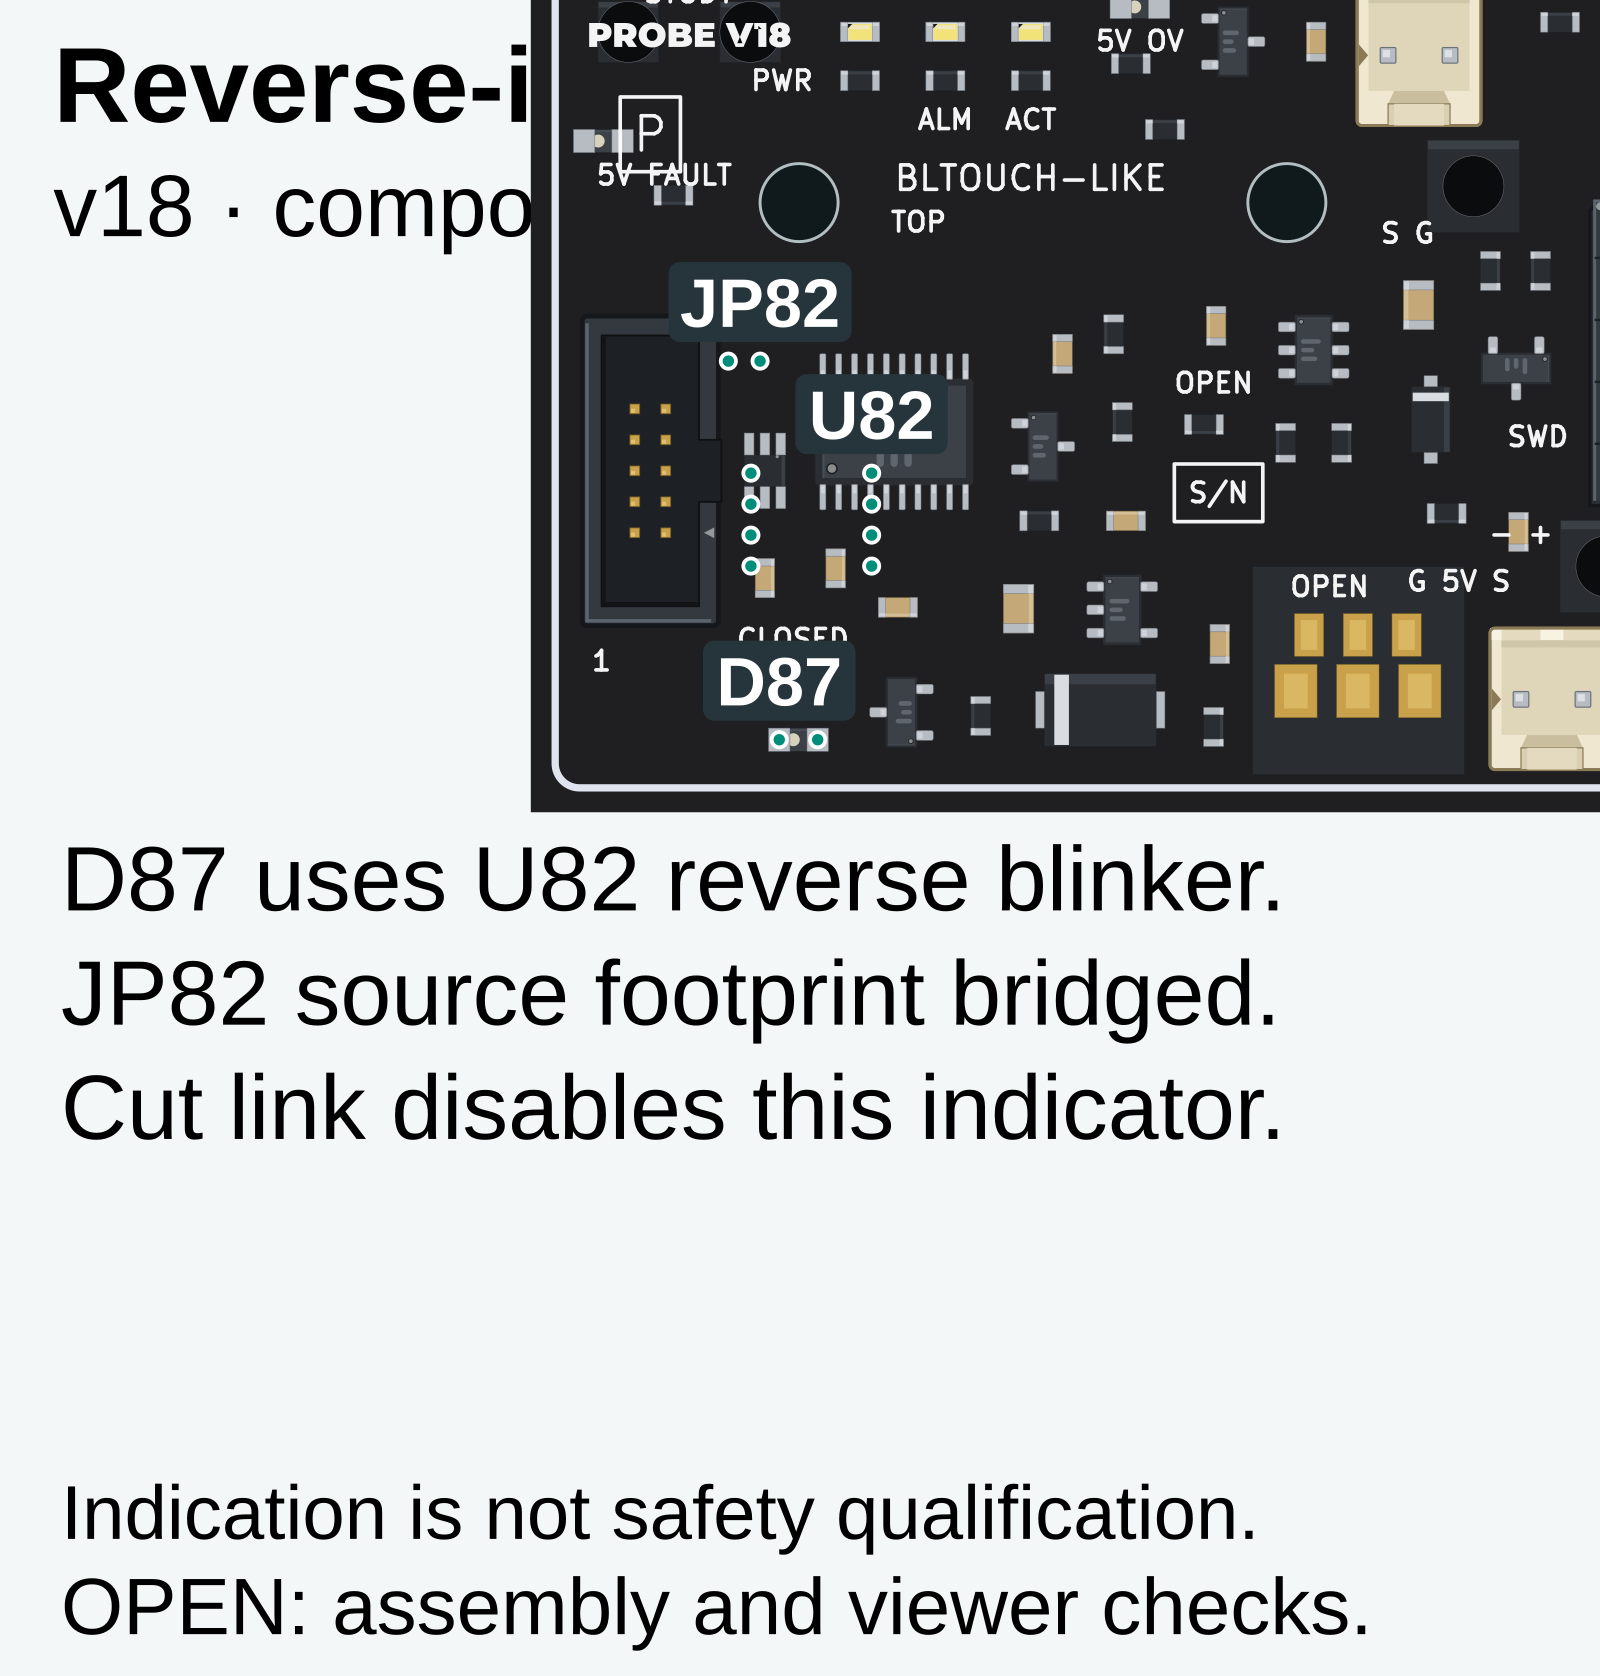 Reverse-i
v18 · compo
PROBE V18
PWR
ALM
ACT
5V OV
P
5V FAULT
BLTOUCH-LIKE
TOP
S G
JP82
U82
OPEN
SWD
S/N
- +
OPEN
G 5V S
CLOSED
1
D87
D87 uses U82 reverse blinker.
JP82 source footprint bridged.
Cut link disables this indicator.
Indication is not safety qualification.
OPEN: assembly and viewer checks.